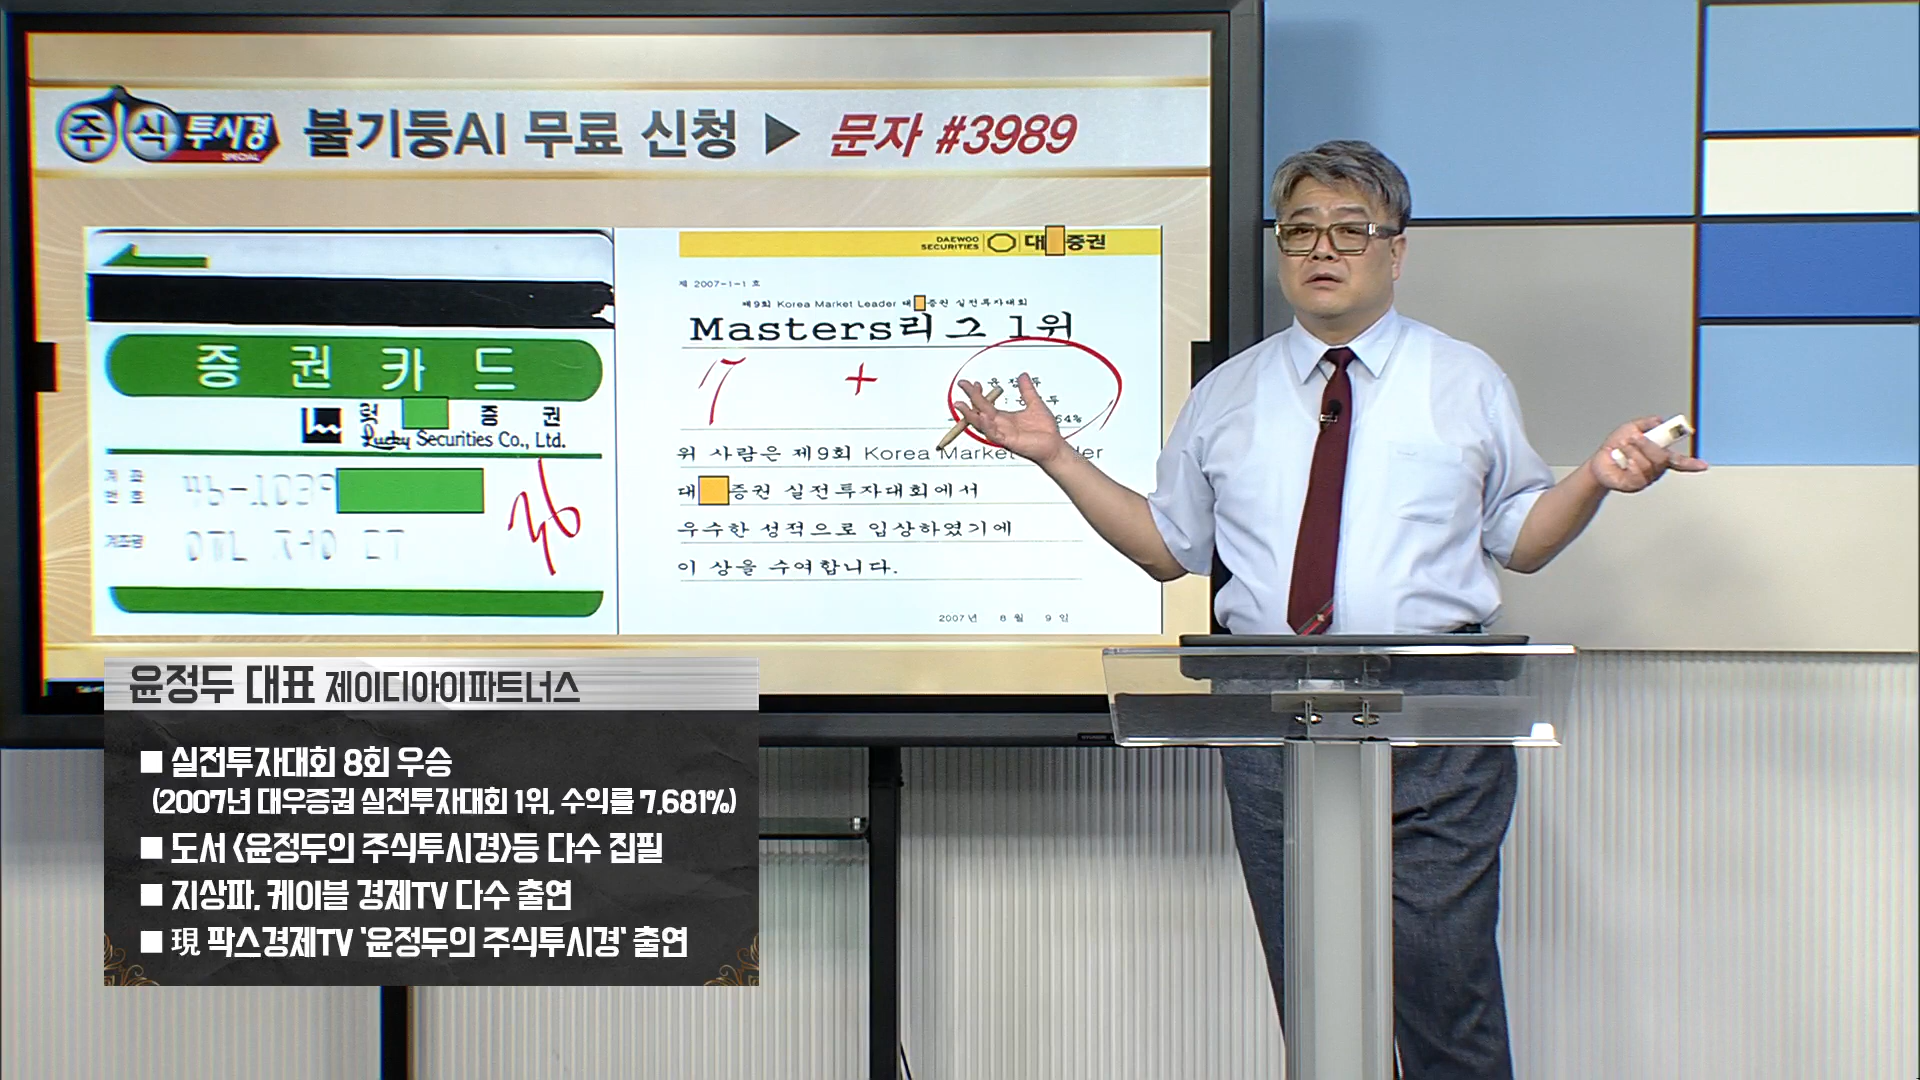 주식투시경 SPECIAL 불기둥AI 무료 신청 ▶ 문자 #3989
증 권 카 드
럭 증 권
Lucky Securities Co., Ltd.
계 좌
번 호
46-1039
계좌명
36
DAEWOO SECURITIES 대 증권
제 2007-1-1 호
제9회 Korea Market Leader 대 증권 실전투자대회
Masters리그 1위
17 +
윤정두
64%
위 사람은 제9회 Korea Market
대 증권 실전투자대회에서
우수한 성적으로 입상하였기에
이 상을 수여합니다.
2007년 8월 9일
윤정두 대표 제이디아이파트너스
■ 실전투자대회 8회 우승
(2007년 대우증권 실전투자대회 1위, 수익률 7,681%)
■ 도서 <윤정두의 주식투시경>등 다수 집필
■ 지상파, 케이블 경제TV 다수 출연
■ 現 팍스경제TV '윤정두의 주식투시경' 출연